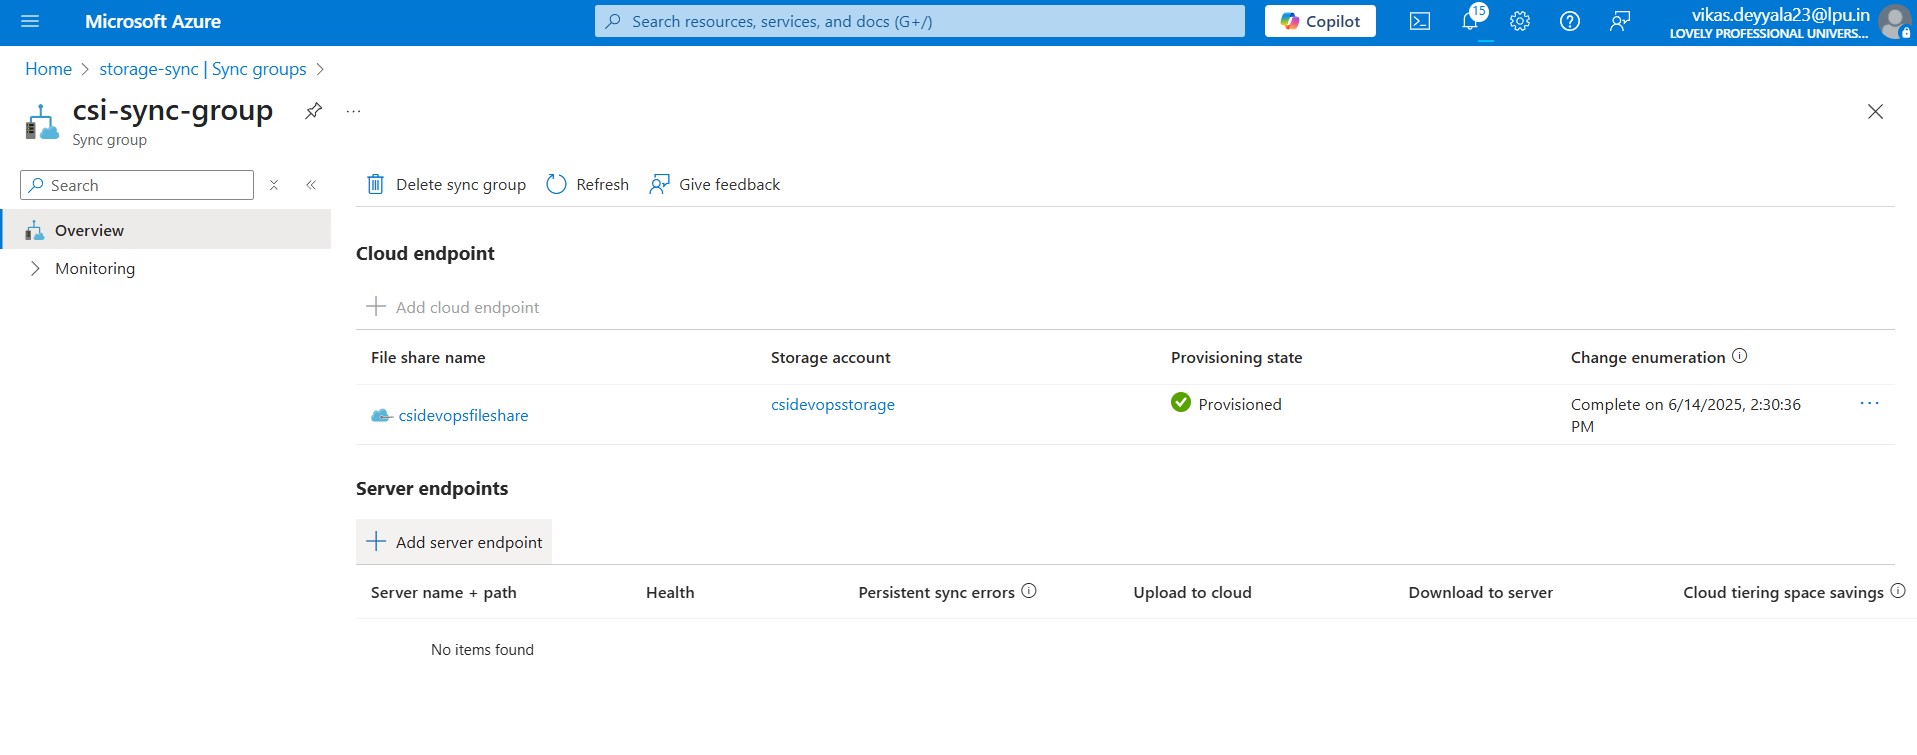 Microsoft Azure
Search resources, services, and docs (G+/)
Copilot
15
vikas.deyyala23@lpu.in
LOVELY PROFESSIONAL UNIVERS...
Home > storage-sync | Sync groups >
csi-sync-group
...
Sync group
Search
Overview
Monitoring
Delete sync group
Refresh
Give feedback
Cloud endpoint
Add cloud endpoint
File share name Storage account Provisioning state Change enumeration
csidevopsfileshare csidevopsstorage Provisioned Complete on 6/14/2025, 2:30:36 PM ...
Server endpoints
Add server endpoint
Server name + path Health Persistent sync errors Upload to cloud Download to server Cloud tiering space savings
No items found